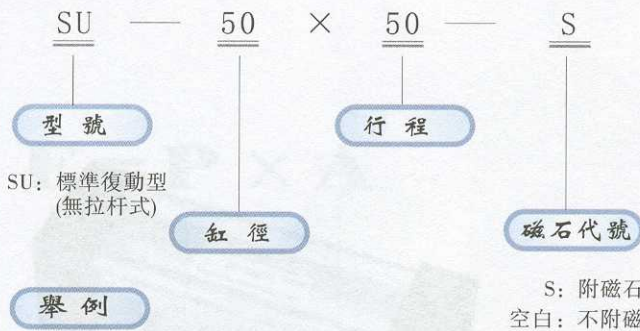 SU — 50 × 50 — S
型號
行程
SU: 標準復動型
(無拉杆式)
缸徑
磁石代號
S: 附磁石
空白: 不附磁
舉例